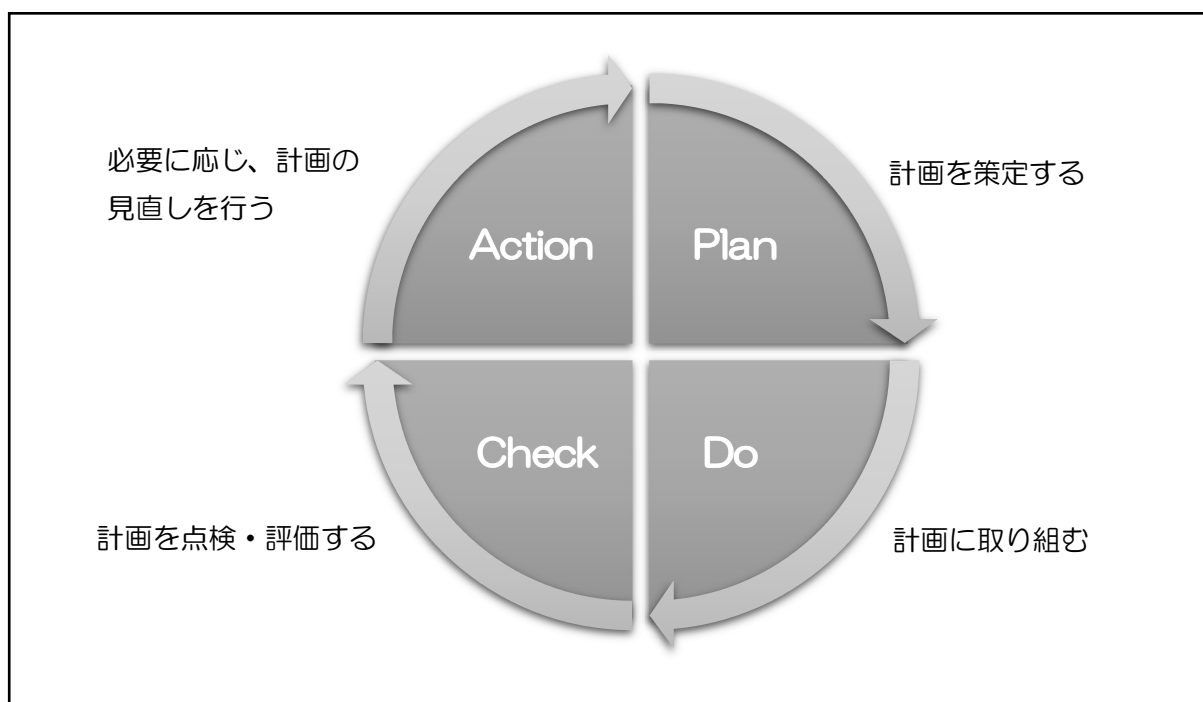 必要に応じ、計画の
見直しを行う
計画を策定する
Action
Plan
Check
Do
計画を点検・評価する
計画に取り組む